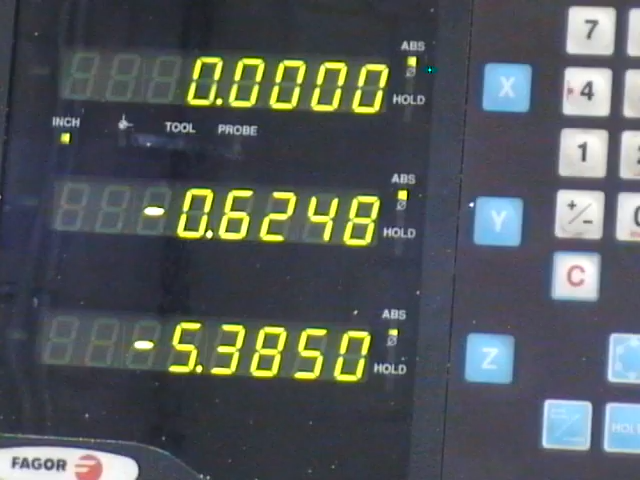 ABS
0.0000
HOLD
X
7
4
INCH
TOOL PROBE
1
ABS
-0.6248
HOLD
Y
+/-
C
ABS
-5.3850
HOLD
Z
FAGOR